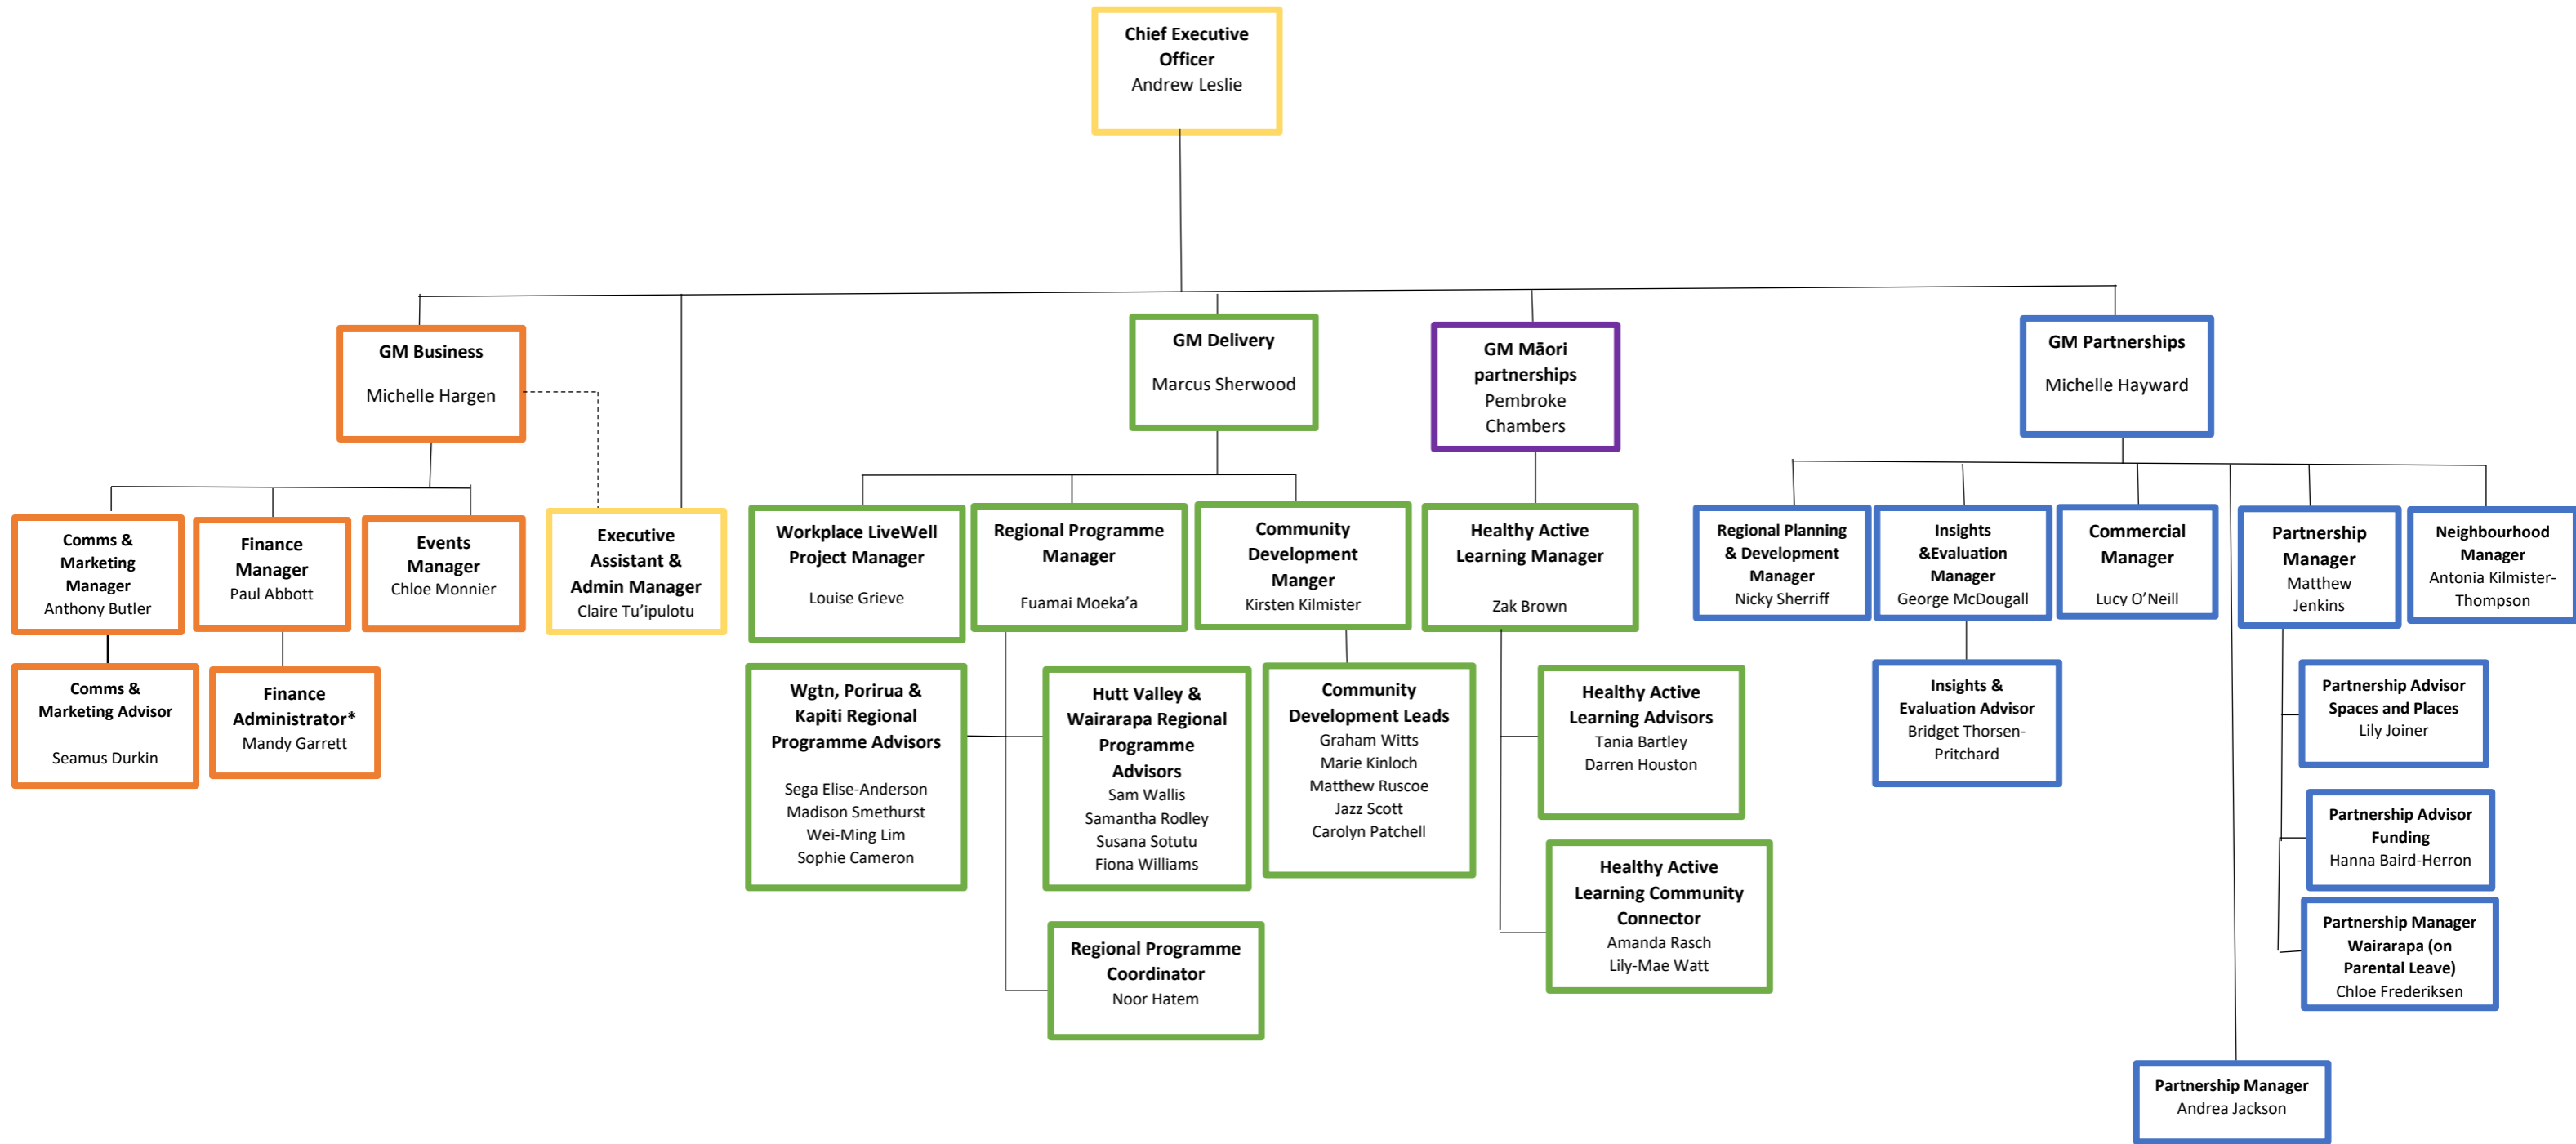 Chief Executive
Officer
Andrew Leslie
GM Business
Michelle Hargen
GM Delivery
Marcus Sherwood
GM Māori
partnerships
Pembroke
Chambers
GM Partnerships
Michelle Hayward
Comms &
Marketing
Manager
Anthony Butler
Finance
Manager
Paul Abbott
Events
Manager
Chloe Monnier
Executive
Assistant &
Admin Manager
Claire Tu’ipulotu
Workplace LiveWell
Project Manager
Louise Grieve
Regional Programme
Manager
Fuamai Moeka’a
Community
Development
Manger
Kirsten Kilmister
Healthy Active
Learning Manager
Zak Brown
Regional Planning
& Development
Manager
Nicky Sherriff
Insights
&Evaluation
Manager
George McDougall
Commercial
Manager
Lucy O’Neill
Partnership
Manager
Matthew
Jenkins
Neighbourhood
Manager
Antonia Kilmister-
Thompson
Comms &
Marketing Advisor
Seamus Durkin
Finance
Administrator*
Mandy Garrett
Wgtn, Porirua &
Kapiti Regional
Programme Advisors
Sega Elise-Anderson
Madison Smethurst
Wei-Ming Lim
Sophie Cameron
Hutt Valley &
Wairarapa Regional
Programme
Advisors
Sam Wallis
Samantha Rodley
Susana Sotutu
Fiona Williams
Community
Development Leads
Graham Witts
Marie Kinloch
Matthew Ruscoe
Jazz Scott
Carolyn Patchell
Healthy Active
Learning Advisors
Tania Bartley
Darren Houston
Insights &
Evaluation Advisor
Bridget Thorsen-
Pritchard
Partnership Advisor
Spaces and Places
Lily Joiner
Partnership Advisor
Funding
Hanna Baird-Herron
Healthy Active
Learning Community
Connector
Amanda Rasch
Lily-Mae Watt
Partnership Manager
Wairarapa (on
Parental Leave)
Chloe Frederiksen
Regional Programme
Coordinator
Noor Hatem
Partnership Manager
Andrea Jackson